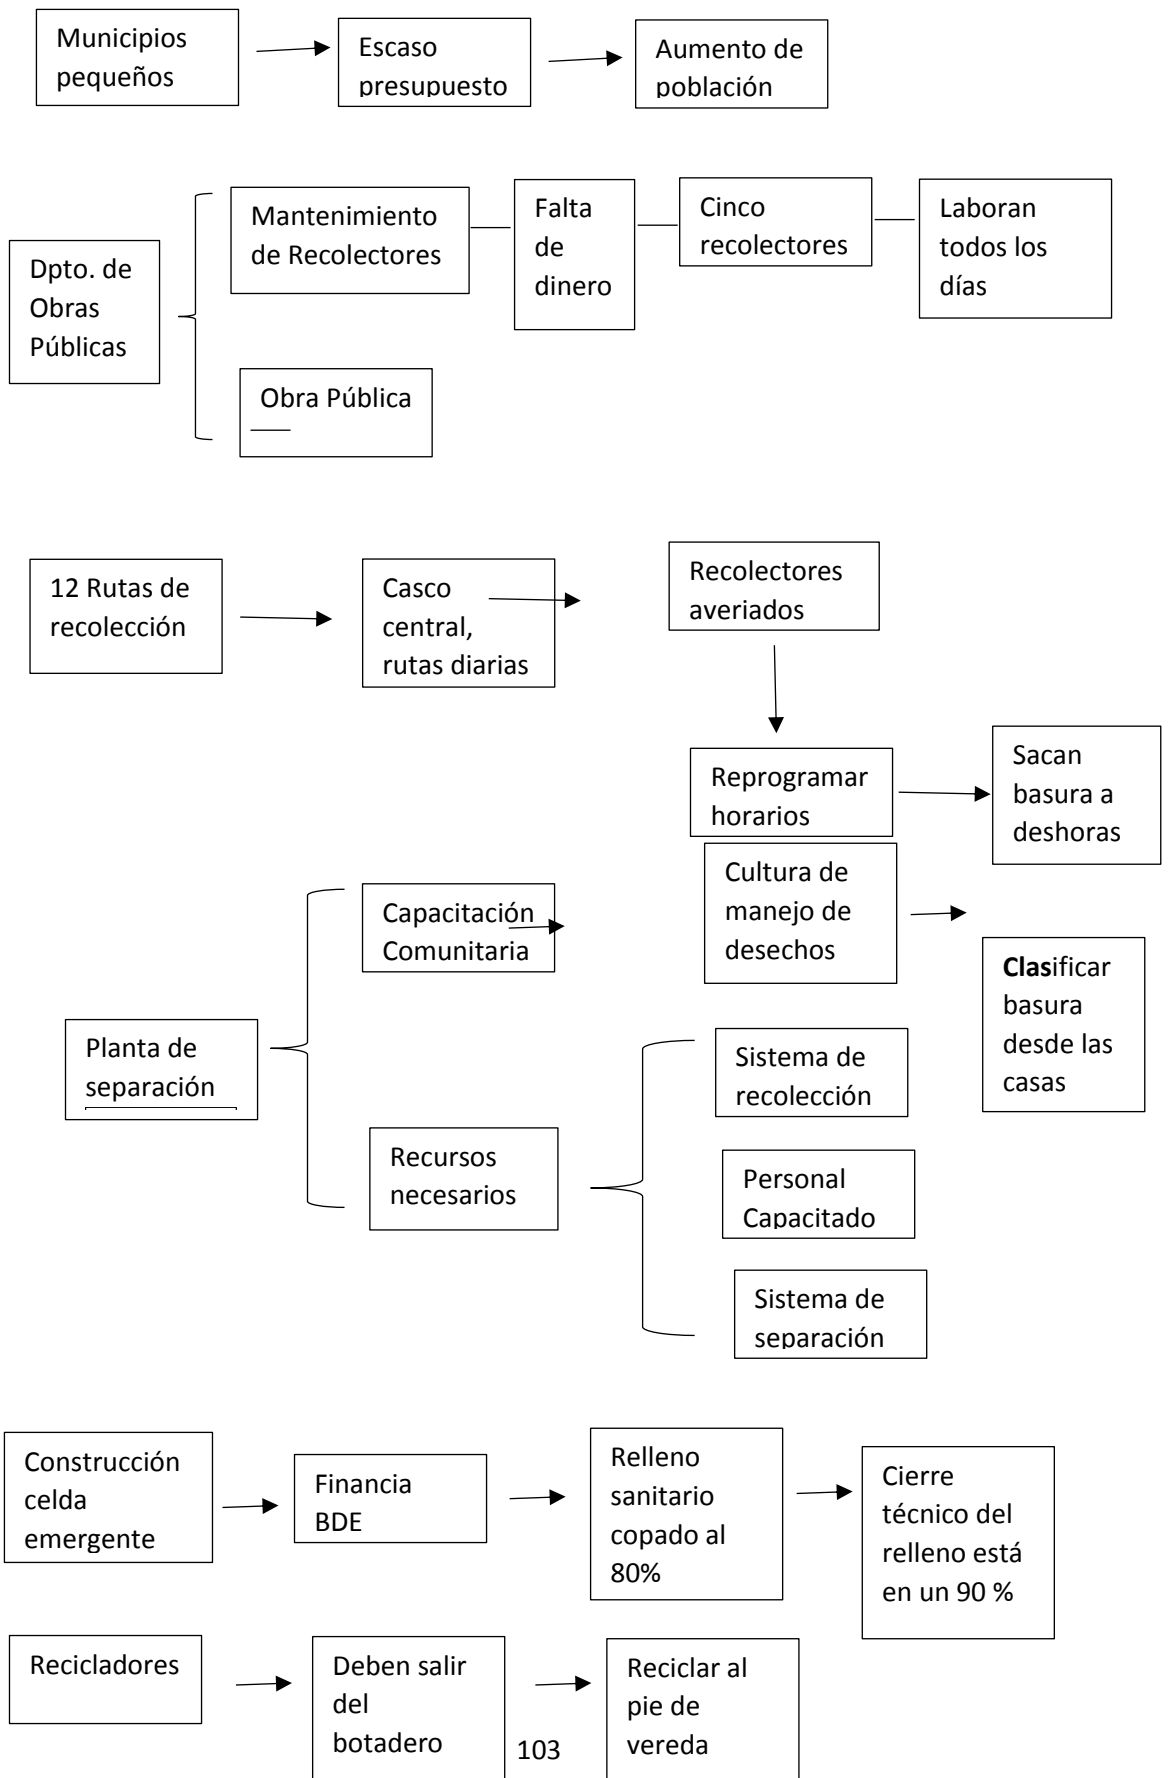 Municipios
pequeños
Escaso
presupuesto
Aumento de
población
Dpto. de
Obras
Públicas
Mantenimiento
de Recolectores
Falta
de
dinero
Cinco
recolectores
Laboran
todos los
días
Obra Pública
12 Rutas de
recolección
Casco
central,
rutas diarias
Recolectores
averiados
Reprogramar
horarios
Sacan
basura a
deshoras
Planta de
separación
Capacitación
Comunitaria
Cultura de
manejo de
desechos
Clasificar
basura
desde las
casas
Recursos
necesarios
Sistema de
recolección
Personal
Capacitado
Sistema de
separación
Construcción
celda
emergente
Financia
BDE
Relleno
sanitario
copado al
80%
Cierre
técnico del
relleno está
en un 90 %
Recicladores
Deben salir
del
botadero
Reciclar al
pie de
vereda
103